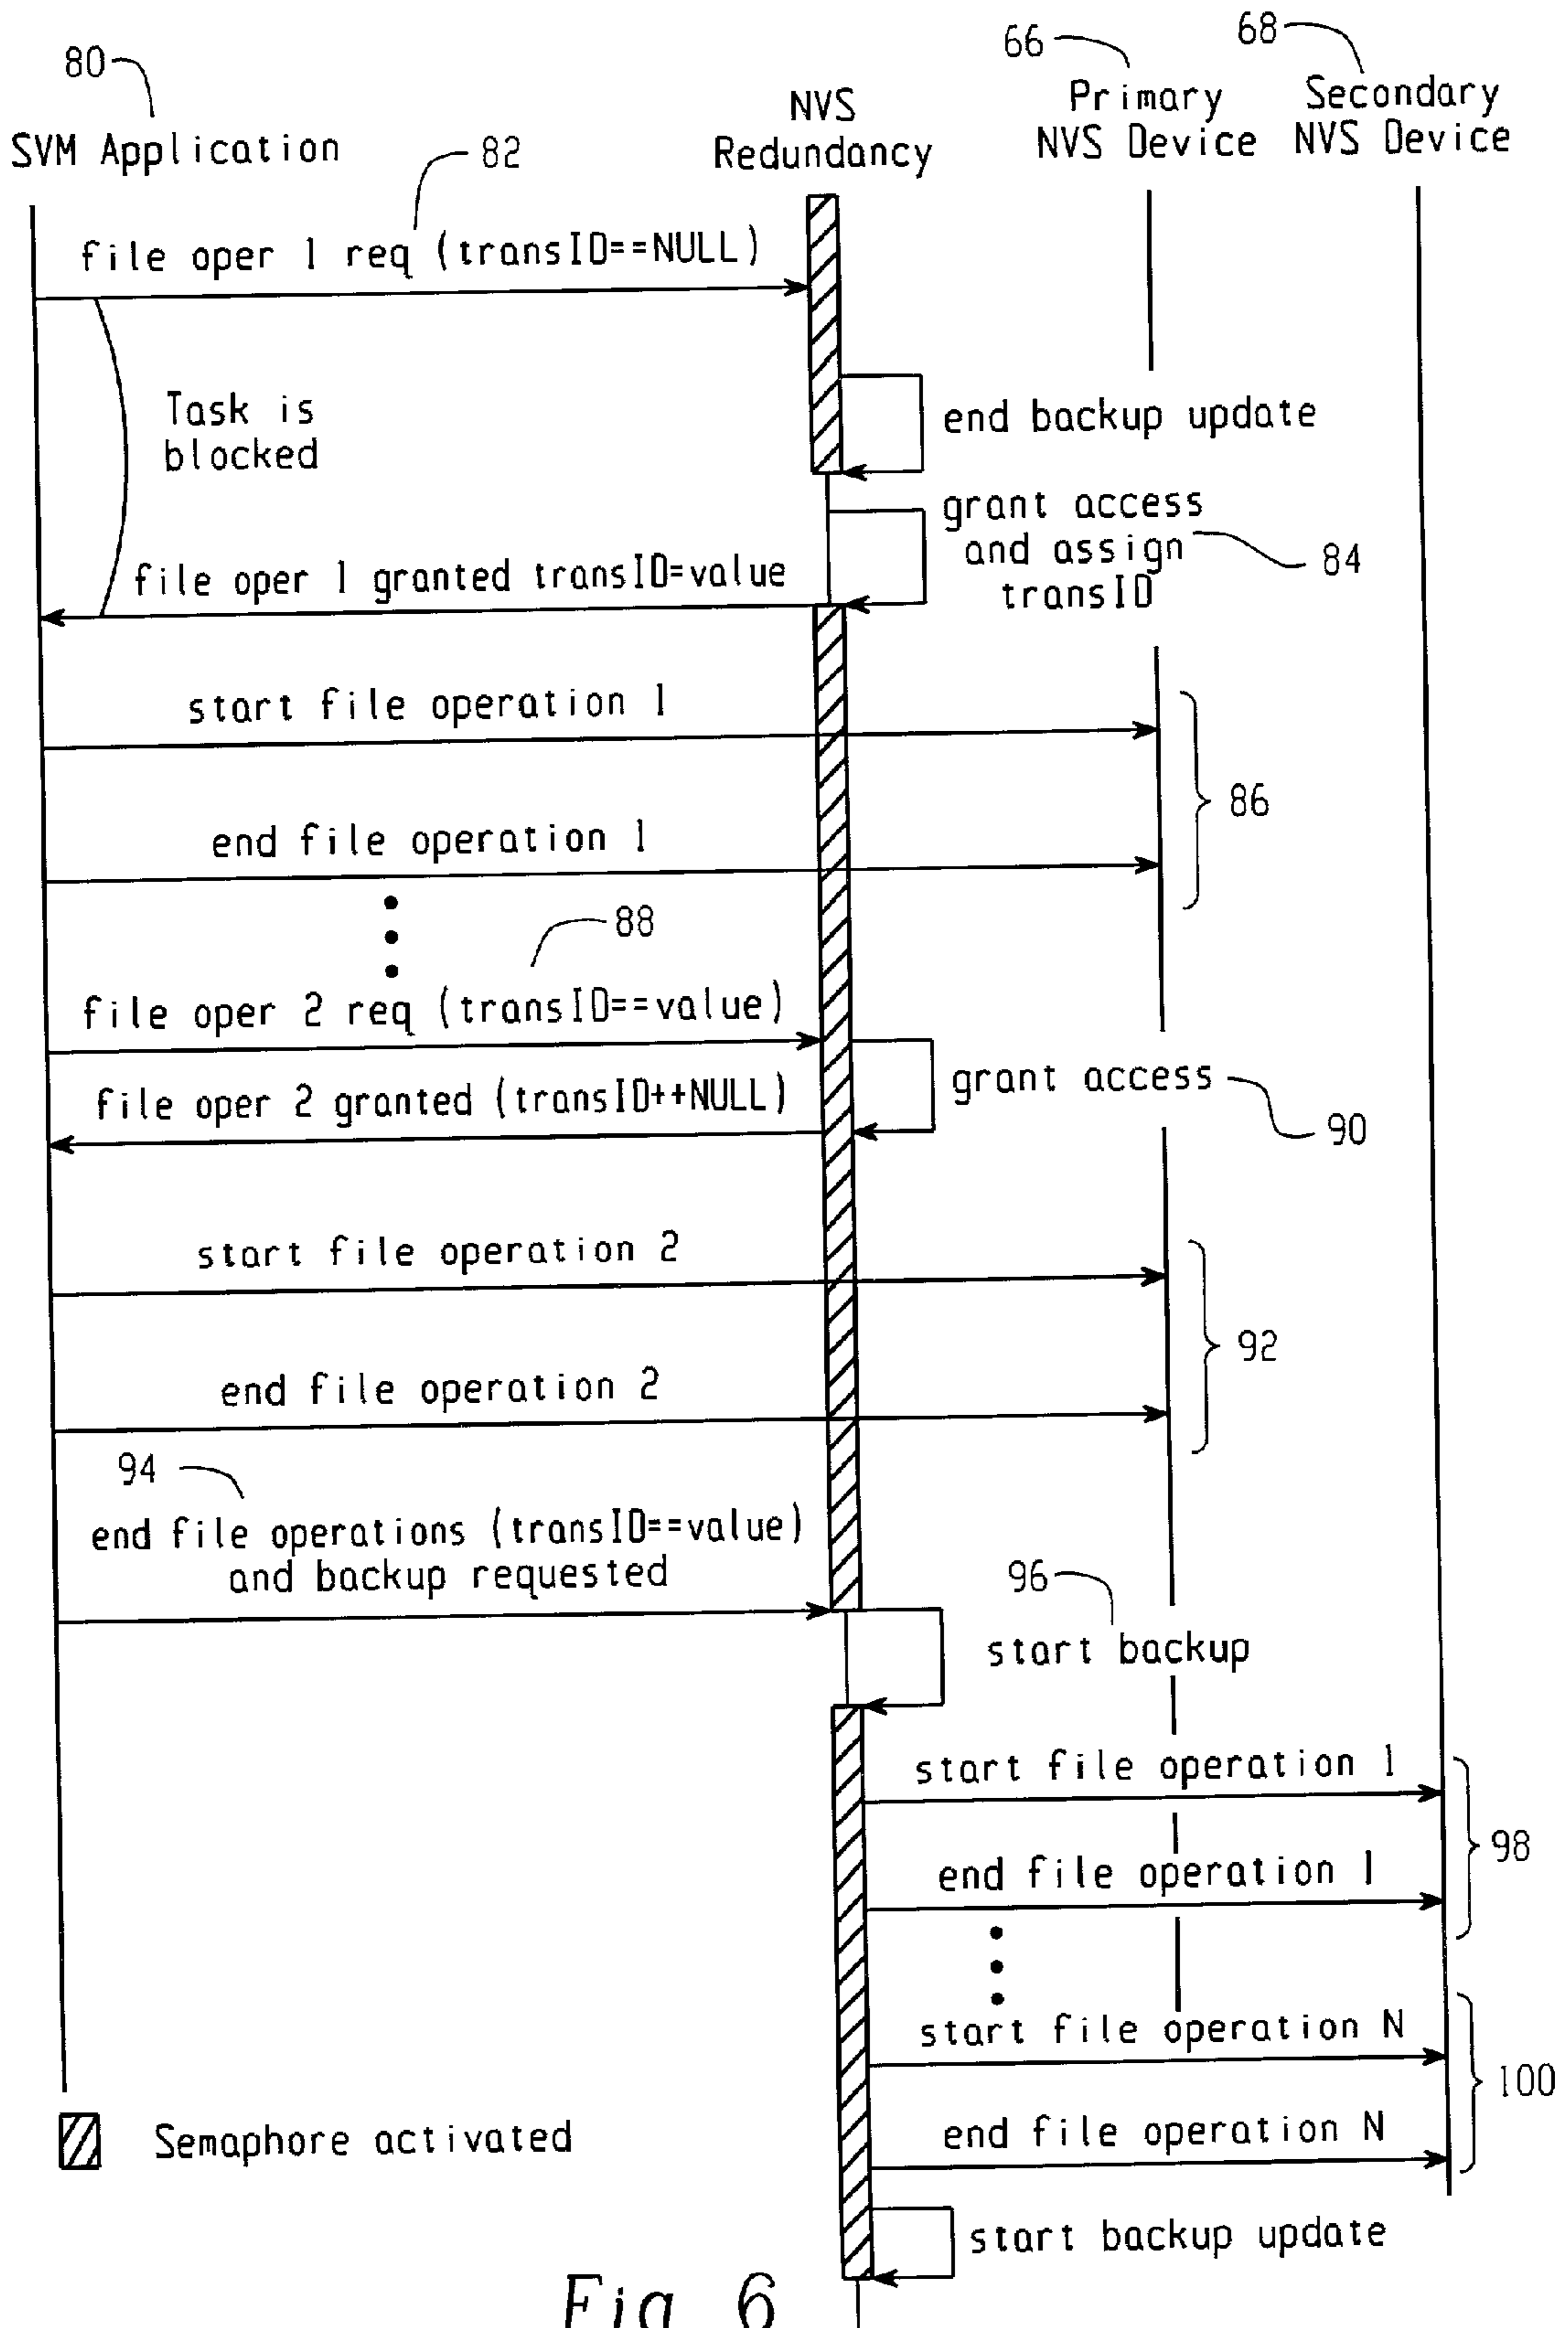 80
66
68
SVM Application
82
NVS
Redundancy
Primary
NVS Device
Secondary
NVS Device
file oper 1 req (transID==NULL)
Task is
blocked
end backup update
grant access
and assign
transID
84
file oper 1 granted transID=value
start file operation 1
86
end file operation 1
88
file oper 2 req (transID==value)
grant access
90
file oper 2 granted (transID++NULL)
start file operation 2
92
end file operation 2
94
end file operations (transID==value)
and backup requested
96
start backup
start file operation 1
98
end file operation 1
start file operation N
100
end file operation N
Semaphore activated
start backup update
Fig 6